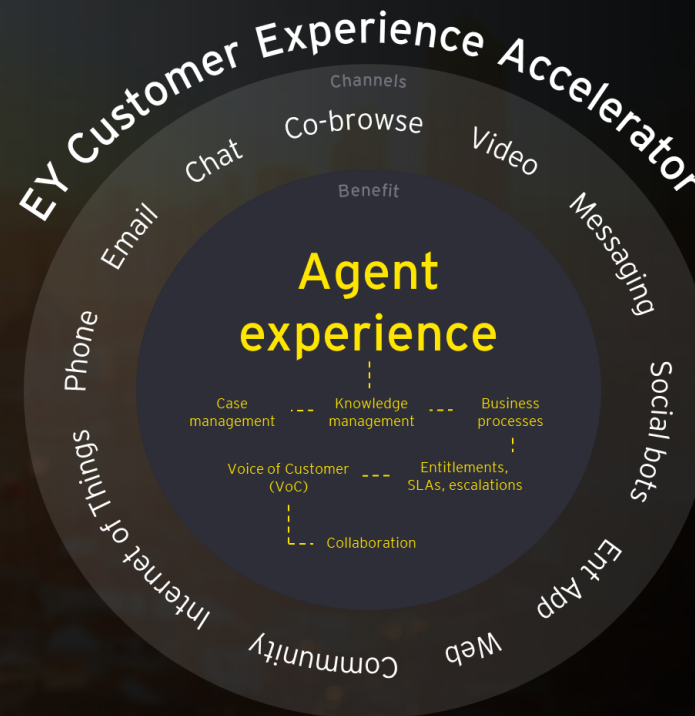 EY Customer Experience Accelerator
Channels
Co-browse
Video
Messaging
Social bots
Ent App
Web
Community
Internet of Things
Phone
Email
Chat
Benefit
Agent
experience
Case
management
Knowledge
management
Business
processes
Voice of Customer
(VoC)
Entitlements,
SLAs, escalations
Collaboration